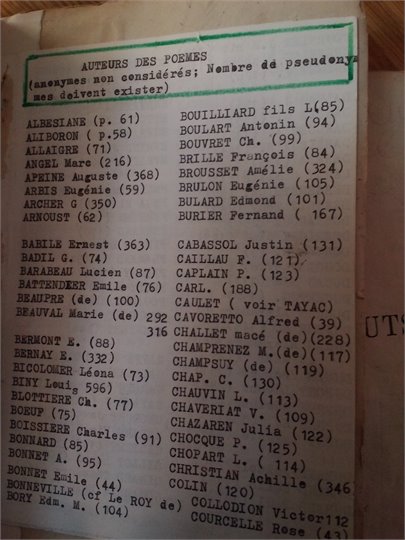 AUTEURS DES POEMES
(anonymes non considérés; Nombre dd pseudony
mes doivent exister)
ALBESIANE (p. 61)
ALIBORON ( p.58)
ALLAIGRE (71)
ANGEL Marc (216)
APEINE Auguste (368)
ARBIS Eugénie (59)
ARCHER G (350)
ARNOUST (62)
BABILE Ernest (363)
BADIL G. (74)
BARABEAU Lucien (87)
BATTENDIER Emile (76)
BEAUPRE (de) (100)
BEAUVAL Marie (de) 292
316
BERMONT E. (88)
BERNAY E. (332)
BICOLOMER Léona (73)
BINY Louis 596)
BLOTTIERE Ch. (77)
BOEUF (75)
BOISSIERE Charles (91)
BONNARD (85)
BONNET A. (95)
BONNET Emile (44)
BONNEVILLE (cf Le ROY de)
BORY Edm. M. (104)
BOUILLIARD fils L(85)
BOULART Antonin (94)
BOUVRET Ch. (99)
BRILLE François (84)
BROUSSET Amélie (324)
BRULON Eugénie (105)
BULARD Edmond (101)
BURIER Fernand ( 167)
CABASSOL Justin (131)
CAILLAU F. (121)
CAPLAIN P. (123)
CARL. (188)
CAULET ( voir TAYAC)
CAVORETTO Alfred (39)
CHALLET macé (de)(228)
CHAMPRENEZ M.(de)(117)
CHAMPSUY (de) (119)
CHAP. C. (130)
CHAUVIN L. (113)
CHAVERIAT V. (109)
CHAZAREN Julia (122)
CHOCQUE P. (125)
CHOPART L. ( 114)
CHRISTIAN Achille (346
COLIN (120)
COLLODION Victor112
COURCELLE Rose (43)
UTS